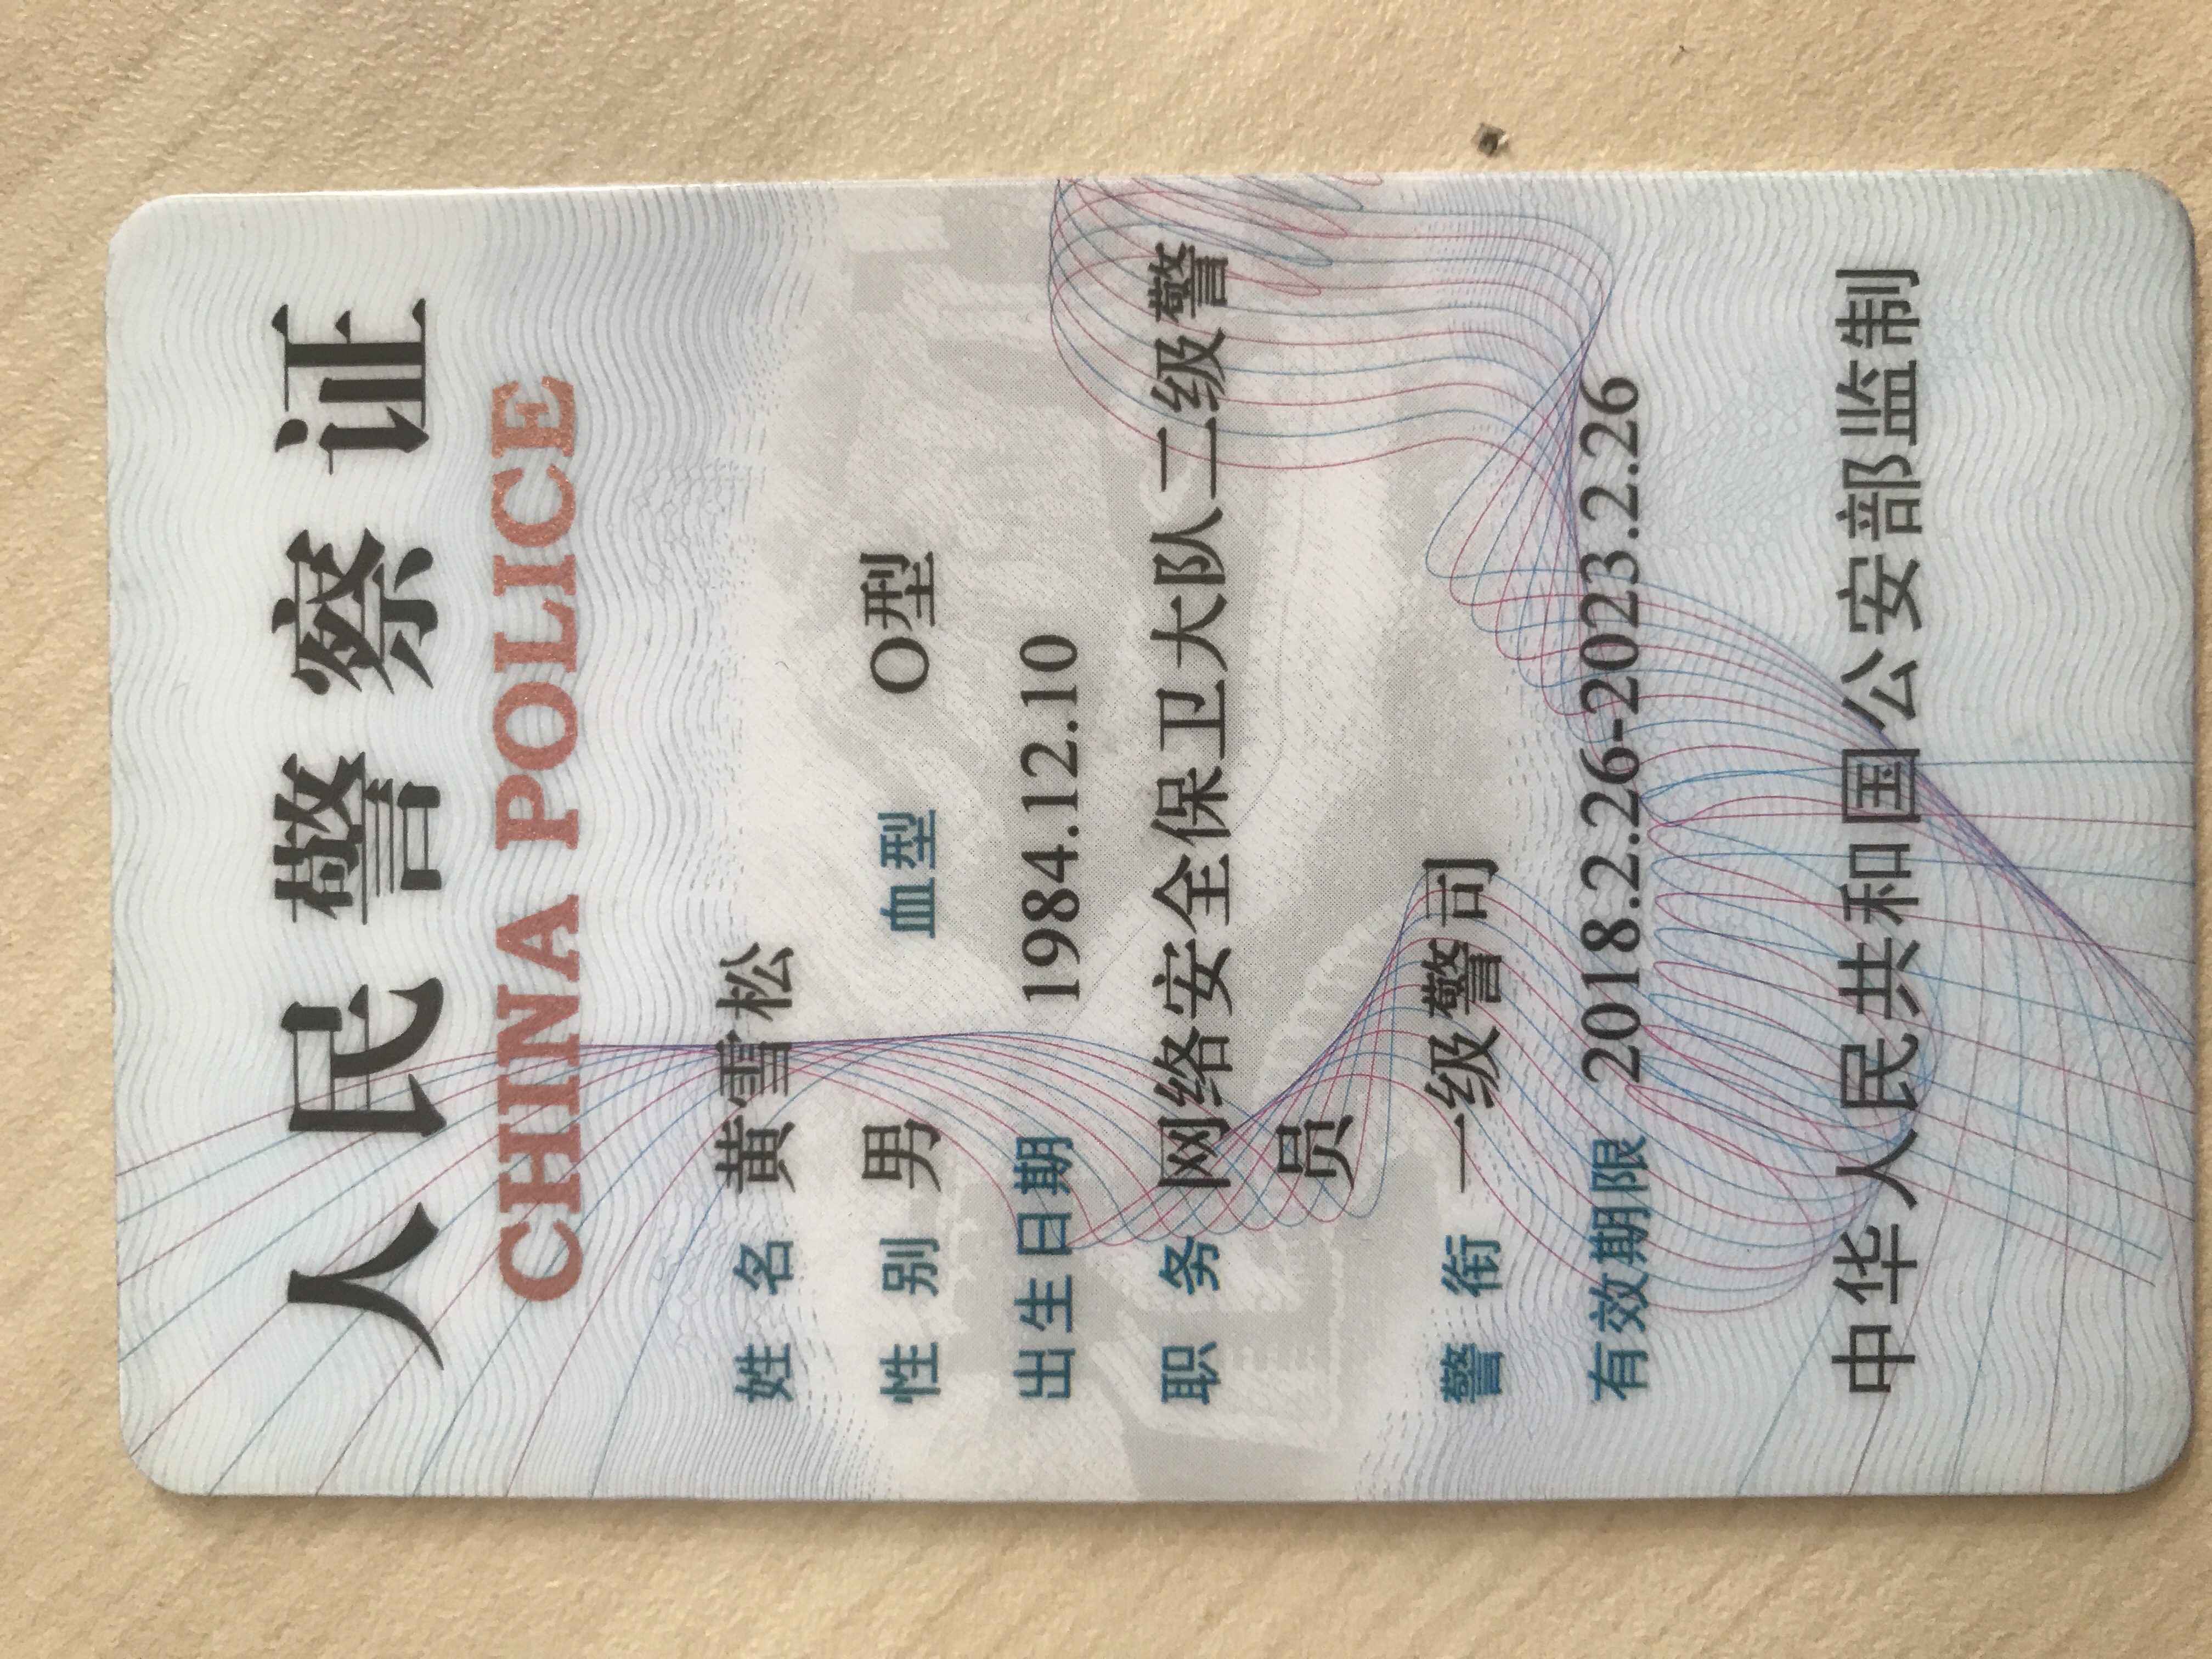 人民警察证
CHINA POLICE
姓 名 黄雪松
性 别 男 血型 O型
出生日期 1984.12.10
职 务 网络安全保卫大队二级警
员
警 衔 一级警司
有效期限 2018.2.26-2023.2.26
中华人民共和国公安部监制